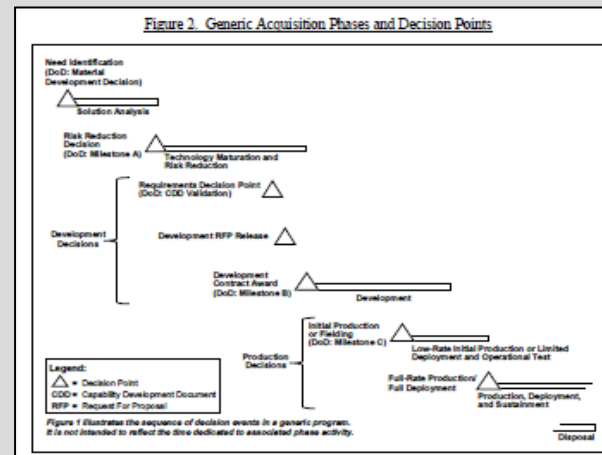 Figure 2. Generic Acquisition Phases and Decision Points
Need Identification
(DoD: Material
Development Decision)
Solution Analysis
Risk Reduction
Decision
(DoD: Milestone A)
Technology Maturation and
Risk Reduction
Requirements Decision Point
(DoD: CDD Validation)
Development
Decisions
Development RFP Release
Development
Contract Award
(DoD: Milestone B)
Development
Initial Production
or Fielding
(DoD: Milestone C)
Low-Rate Initial Production or Limited
Deployment and Operational Test
Production
Decisions
Full-Rate Production/
Full Deployment
Production, Deployment,
and Sustainment
Legend:
= Decision Point
CDD = Capability Development Document
RFP = Request For Proposal
Figure 1 illustrates the sequence of decision events in a generic program.
It is not intended to reflect the time dedicated to associated phase activity.
Disposal